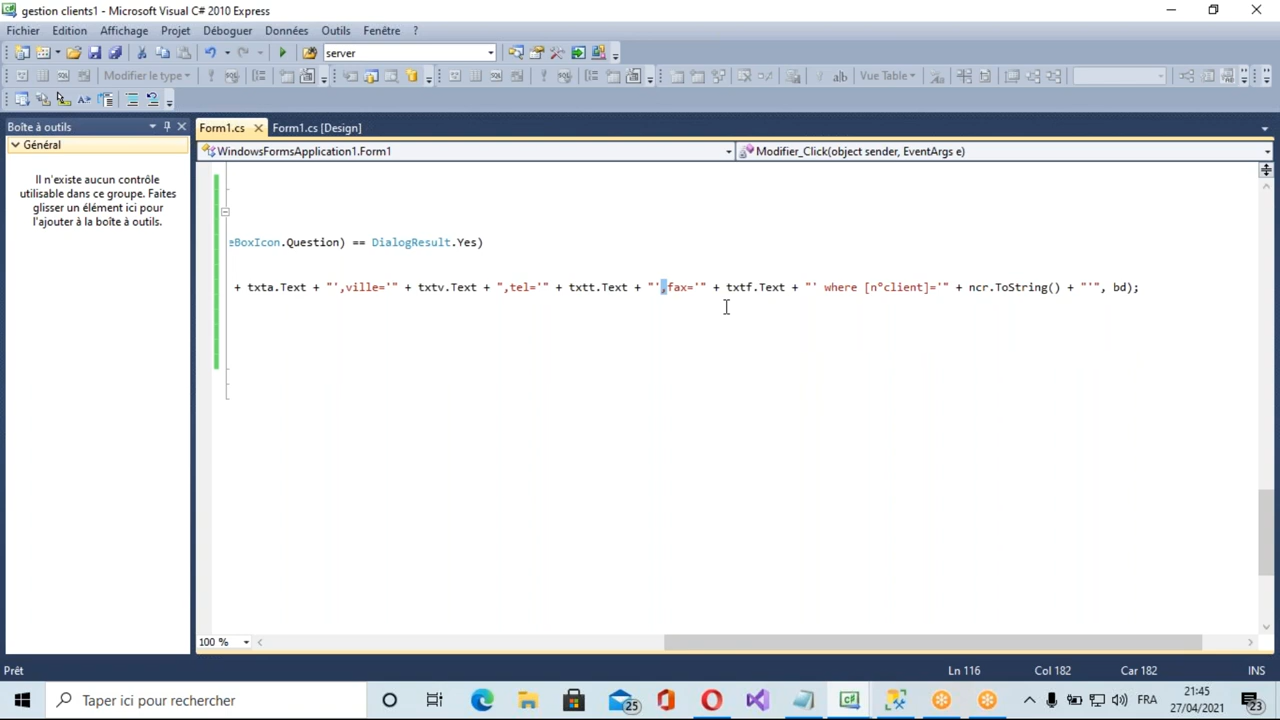 gestion clients1 - Microsoft Visual C# 2010 Express
Fichier Edition Affichage Projet Déboguer Données Outils Fenêtre ?
server
Modifier le type
Vue Table
Boîte à outils
Form1.cs
Form1.cs [Design]
Général
WindowsFormsApplication1.Form1
Modifier_Click(object sender, EventArgs e)
Il n'existe aucun contrôle
utilisable dans ce groupe. Faites
glisser un élément ici pour
l'ajouter à la boîte à outils.
eBoxIcon.Question) == DialogResult.Yes)
+ txta.Text + "',ville='" + txtv.Text + ",tel='" + txtt.Text + "',fax='" + txtf.Text + "' where [n°client]='" + ncr.ToString() + "'", bd);
100 %
Prêt
Ln 116
Col 182
Car 182
INS
Taper ici pour rechercher
25
FRA
21:45
27/04/2021
23